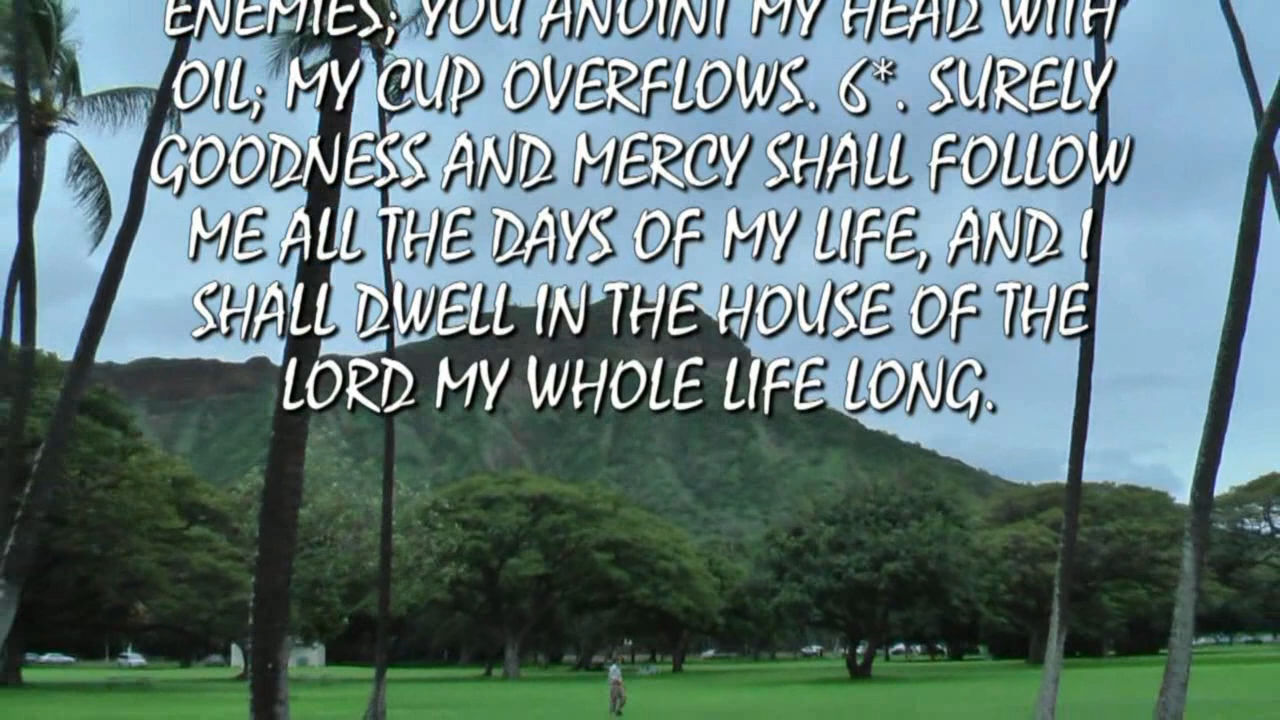 ENEMIES; YOU ANOINT MY HEAD WITH
OIL; MY CUP OVERFLOWS. 6*. SURELY
GOODNESS AND MERCY SHALL FOLLOW
ME ALL THE DAYS OF MY LIFE, AND I
SHALL DWELL IN THE HOUSE OF THE
LORD MY WHOLE LIFE LONG.